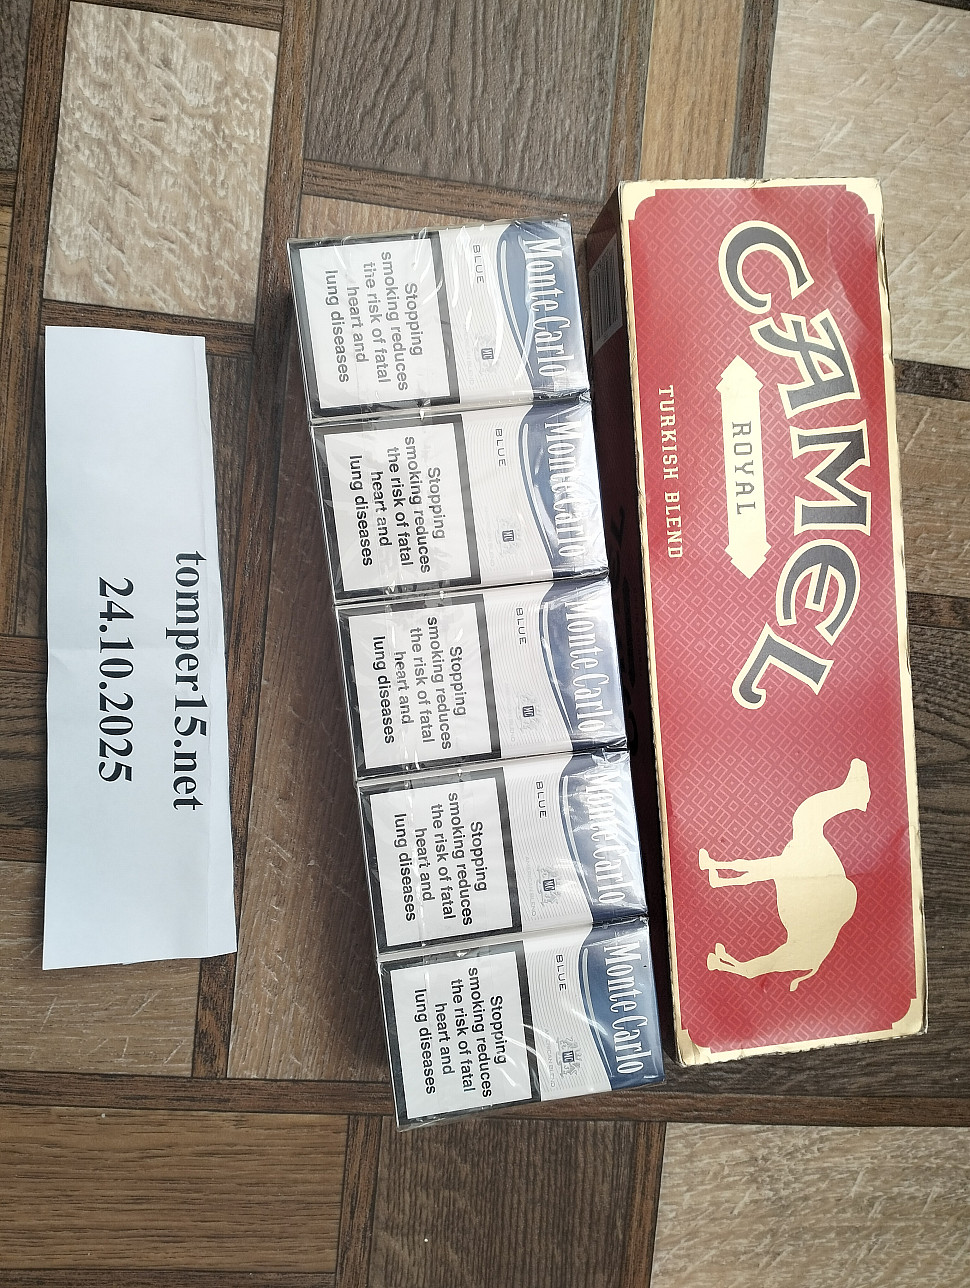 tomper15.net
24.10.2025
Monte Carlo
BLUE
Stopping
smoking reduces
the risk of fatal
heart and
lung diseases
Monte Carlo
BLUE
Stopping
smoking reduces
the risk of fatal
heart and
lung diseases
Monte Carlo
BLUE
Stopping
smoking reduces
the risk of fatal
heart and
lung diseases
Monte Carlo
BLUE
Stopping
smoking reduces
the risk of fatal
heart and
lung diseases
Monte Carlo
BLUE
Stopping
smoking reduces
the risk of fatal
heart and
lung diseases
CAMEL
ROYAL
TURKISH BLEND